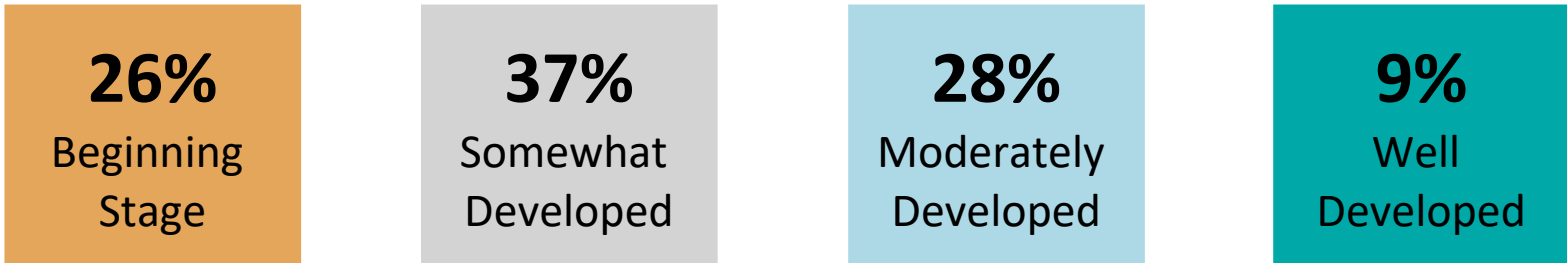 26%
Beginning
Stage
37%
Somewhat
Developed
28%
Moderately
Developed
9%
Well
Developed